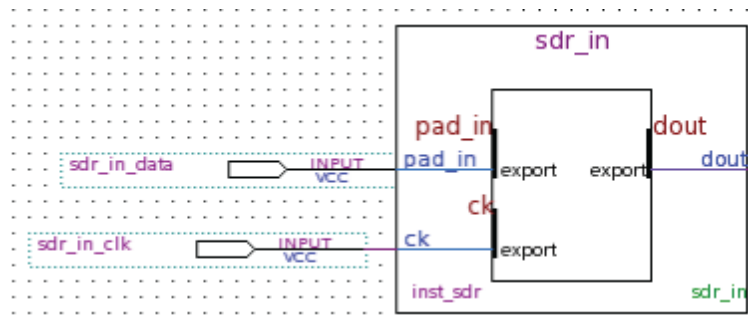 sdr_in
pad_in dout
sdr_in_data INPUT VCC pad_in export export dout
ck
sdr_in_clk INPUT VCC ck export
inst_sdr sdr_in